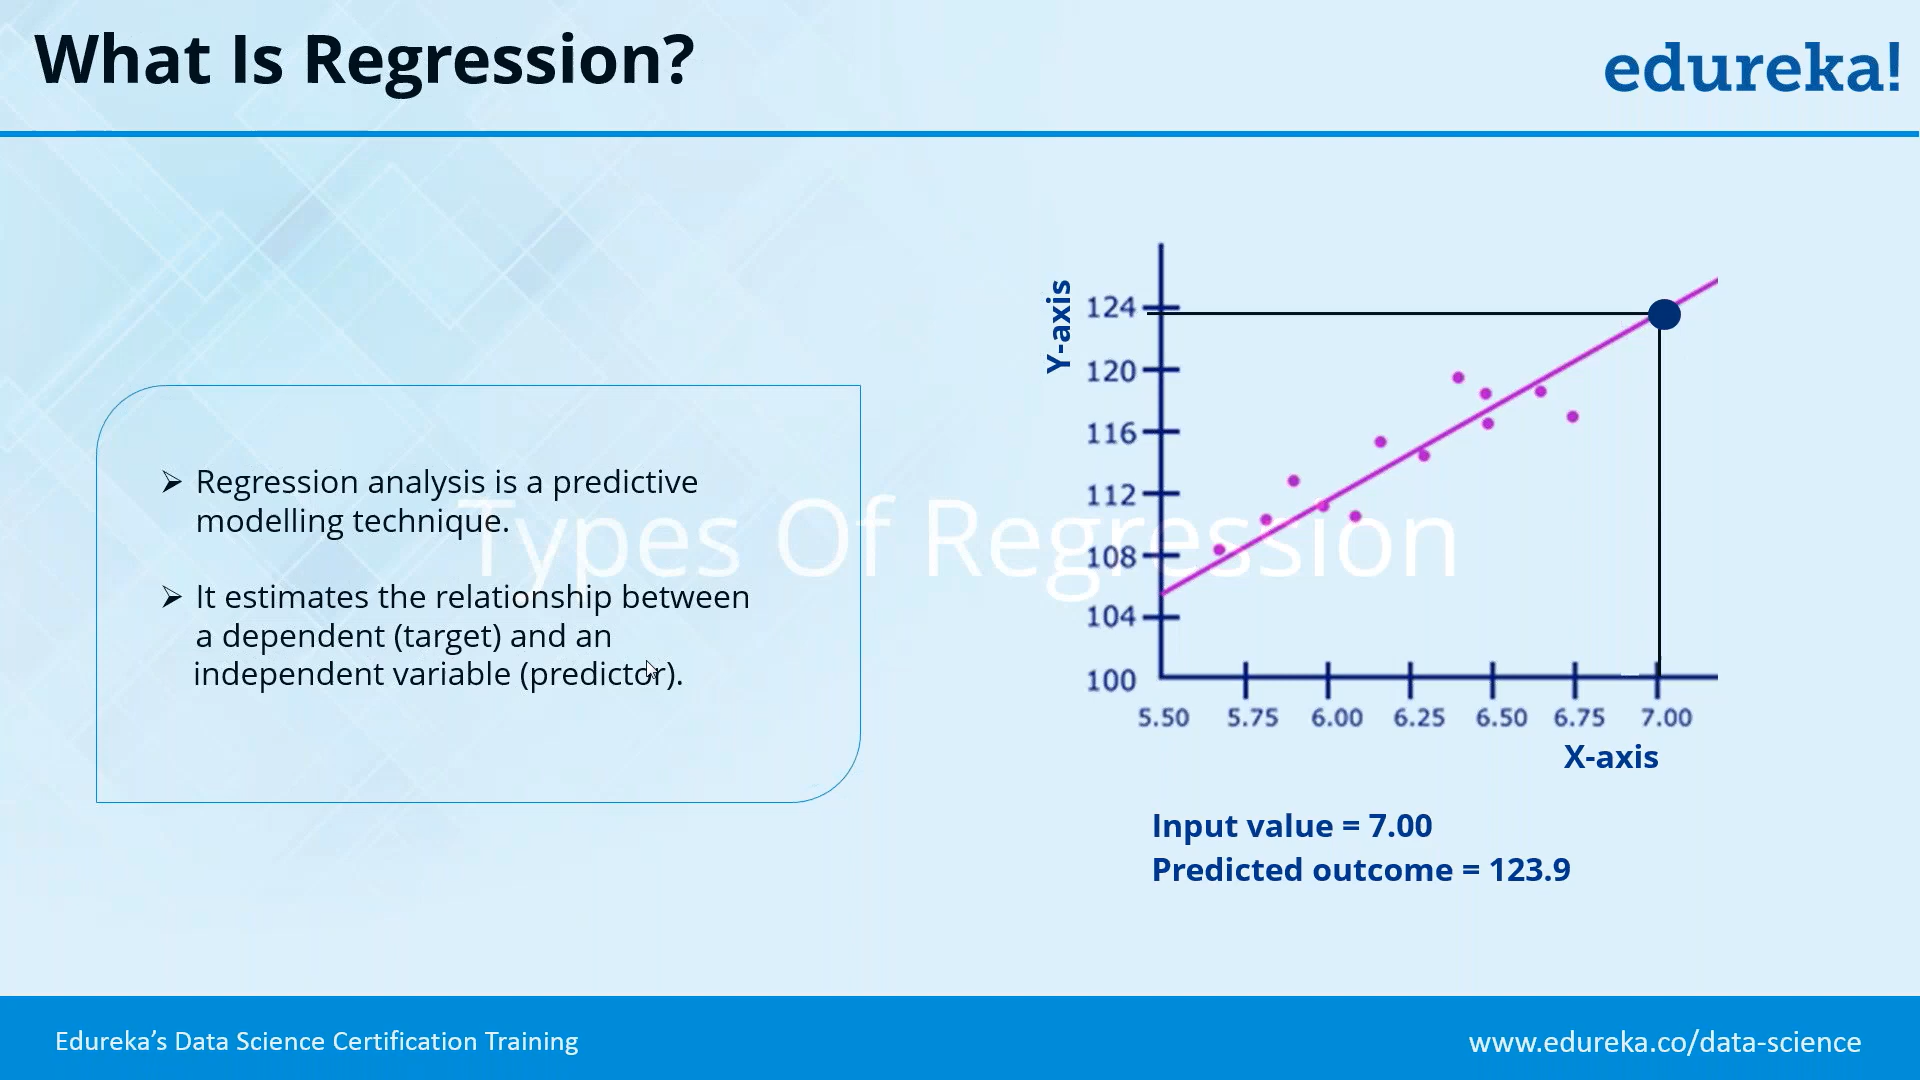 What Is Regression?
edureka!
➢ Regression analysis is a predictive
modelling technique.
➢ It estimates the relationship between
a dependent (target) and an
independent variable (predictor).
Types Of Regression
Y-axis
124
120
116
112
108
104
100
5.50 5.75 6.00 6.25 6.50 6.75 7.00
X-axis
Input value = 7.00
Predicted outcome = 123.9
Edureka’s Data Science Certification Training
www.edureka.co/data-science